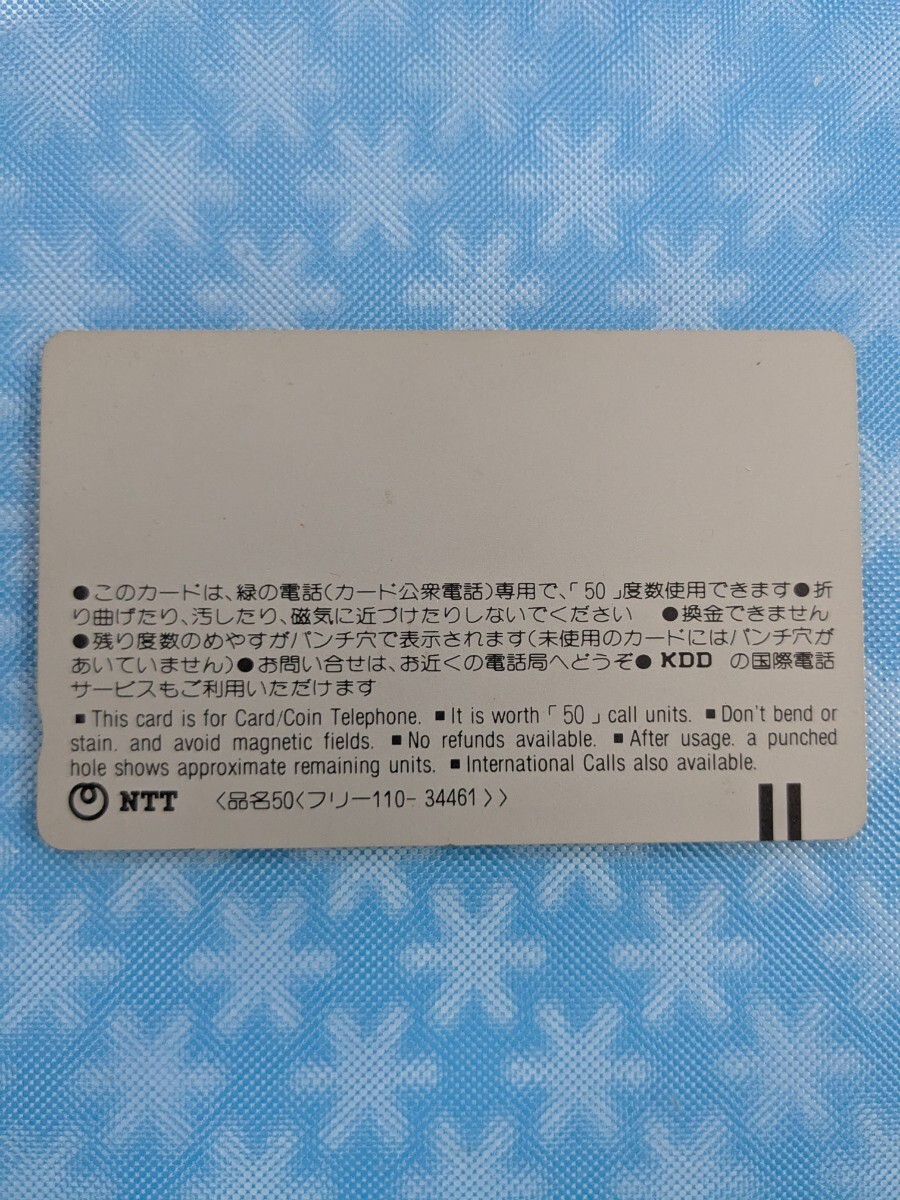 ●このカードは、緑の電話(カード公衆電話)専用で、「50」度数使用できます●折
り曲げたり、汚したり、磁気に近づけたりしないでください ●換金できません
●残り度数のめやすがパンチ穴で表示されます(未使用のカードにはパンチ穴が
あいていません)●お問い合せは、お近くの電話局へどうぞ● KDD の国際電話
サービスもご利用いただけます
■ This card is for Card/Coin Telephone. ■ It is worth「50」call units. ■ Don't bend or
stain. and avoid magnetic fields. ■ No refunds available. ■ After usage. a punched
hole shows approximate remaining units. ■ International Calls also available.
NTT 〈品名50〈フリー110- 34461〉〉